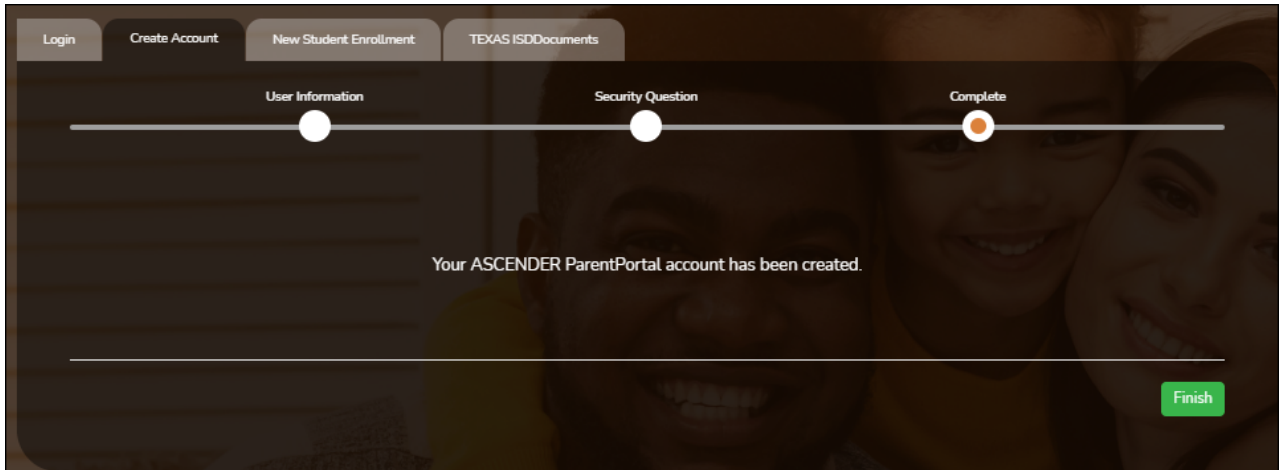 Login Create Account New Student Enrollment TEXAS ISDDocuments
User Information Security Question Complete
Your ASCENDER ParentPortal account has been created.
Finish